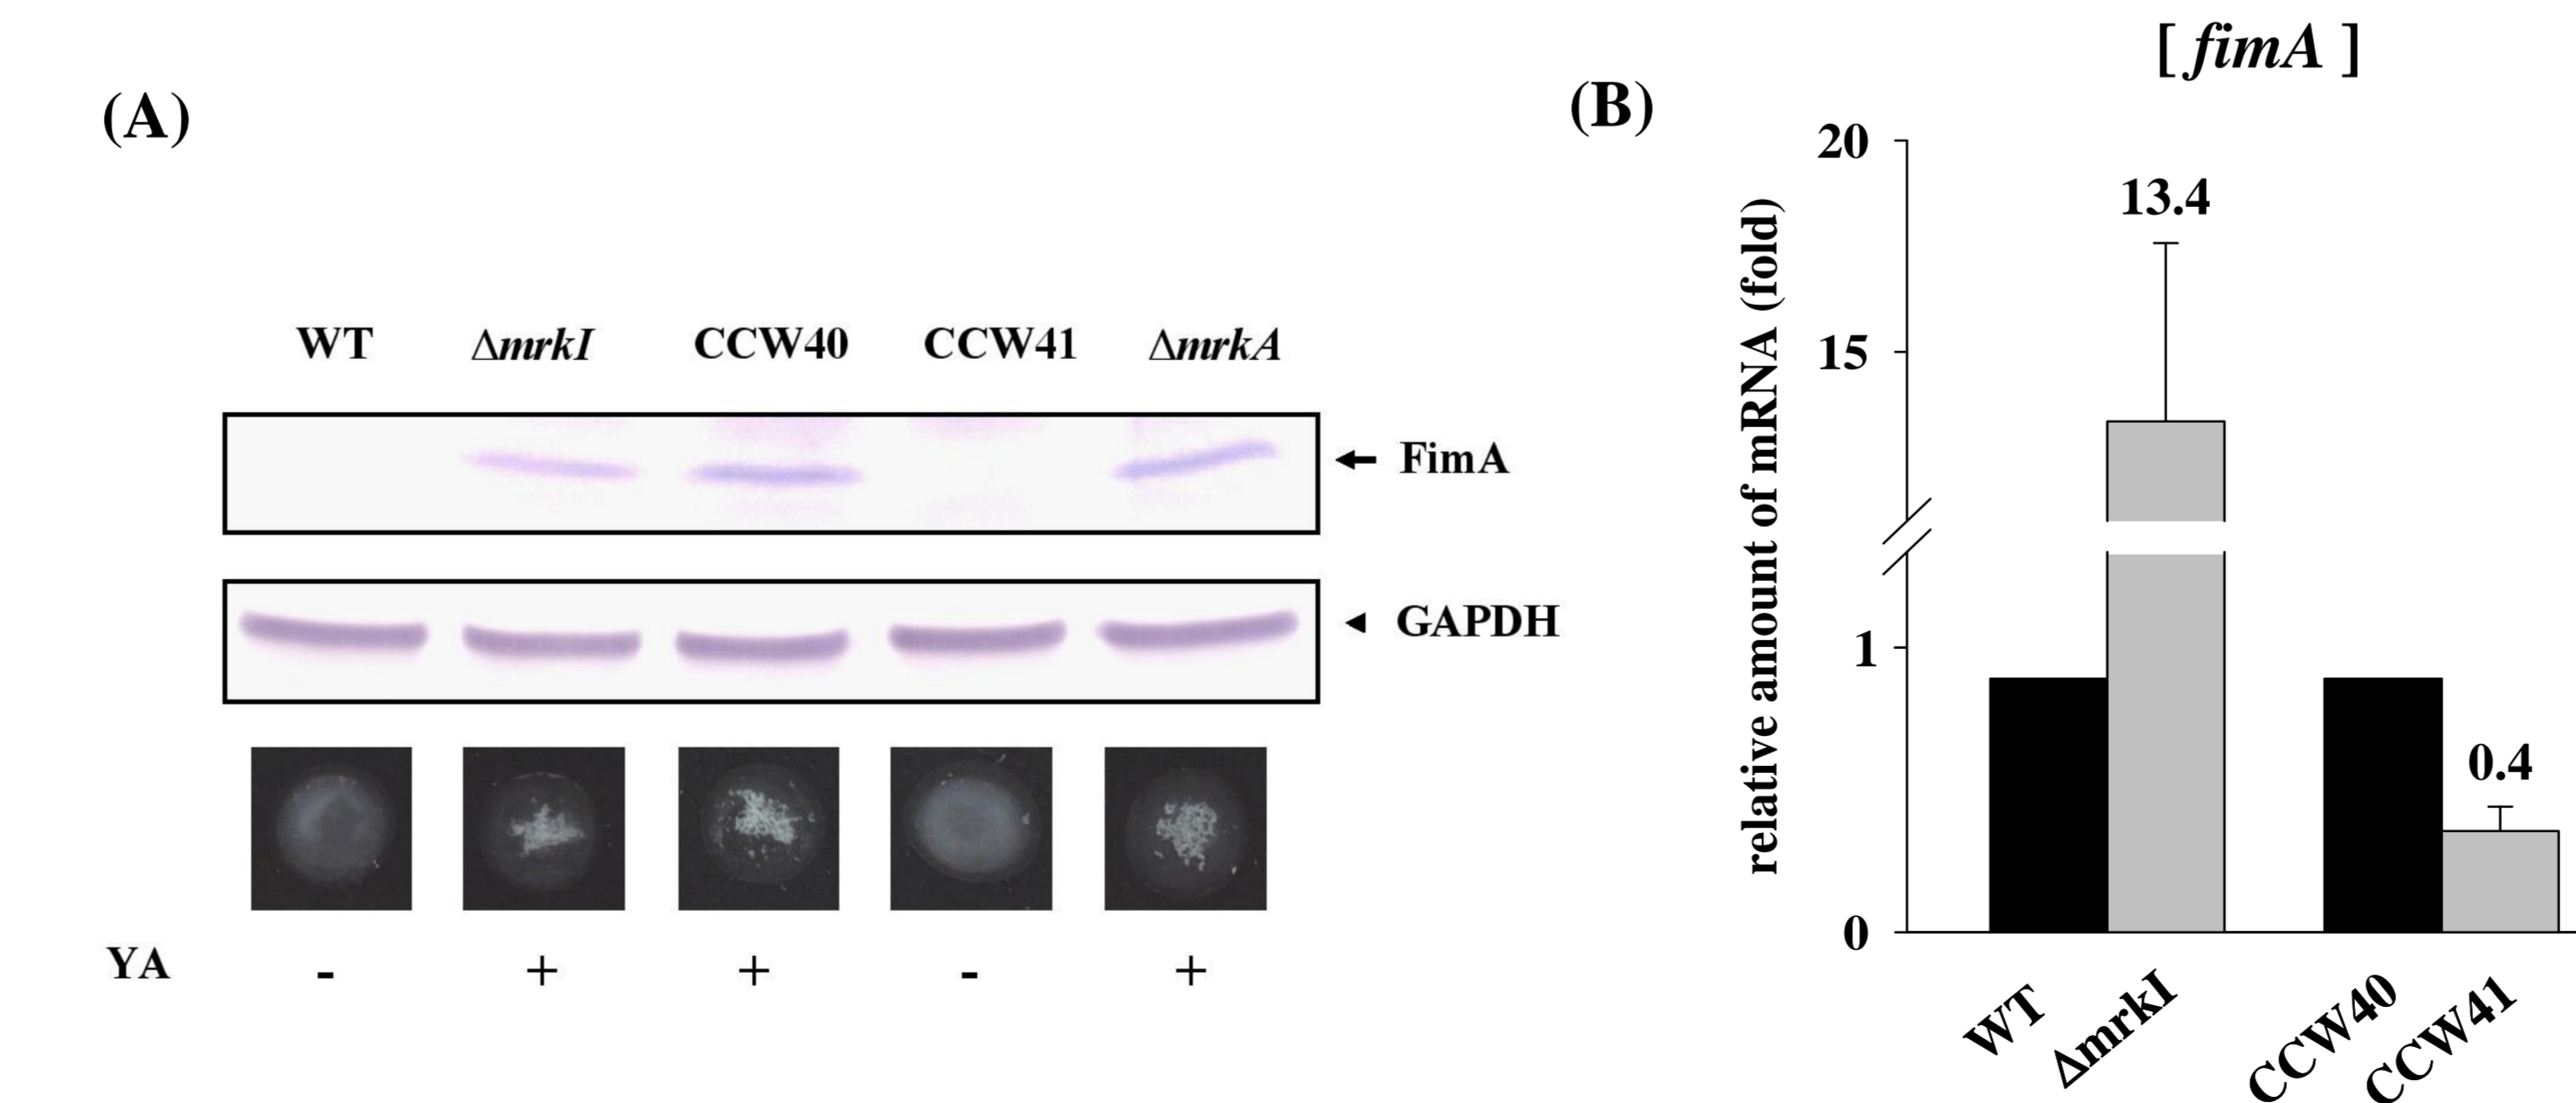 (A)
WT ΔmrkI CCW40 CCW41 ΔmrkA
FimA
GAPDH
YA - + + - +
(B)
[ fimA ]
relative amount of mRNA (fold)
20
15
1
0
13.4
0.4
WT
ΔmrkI
CCW40
CCW41